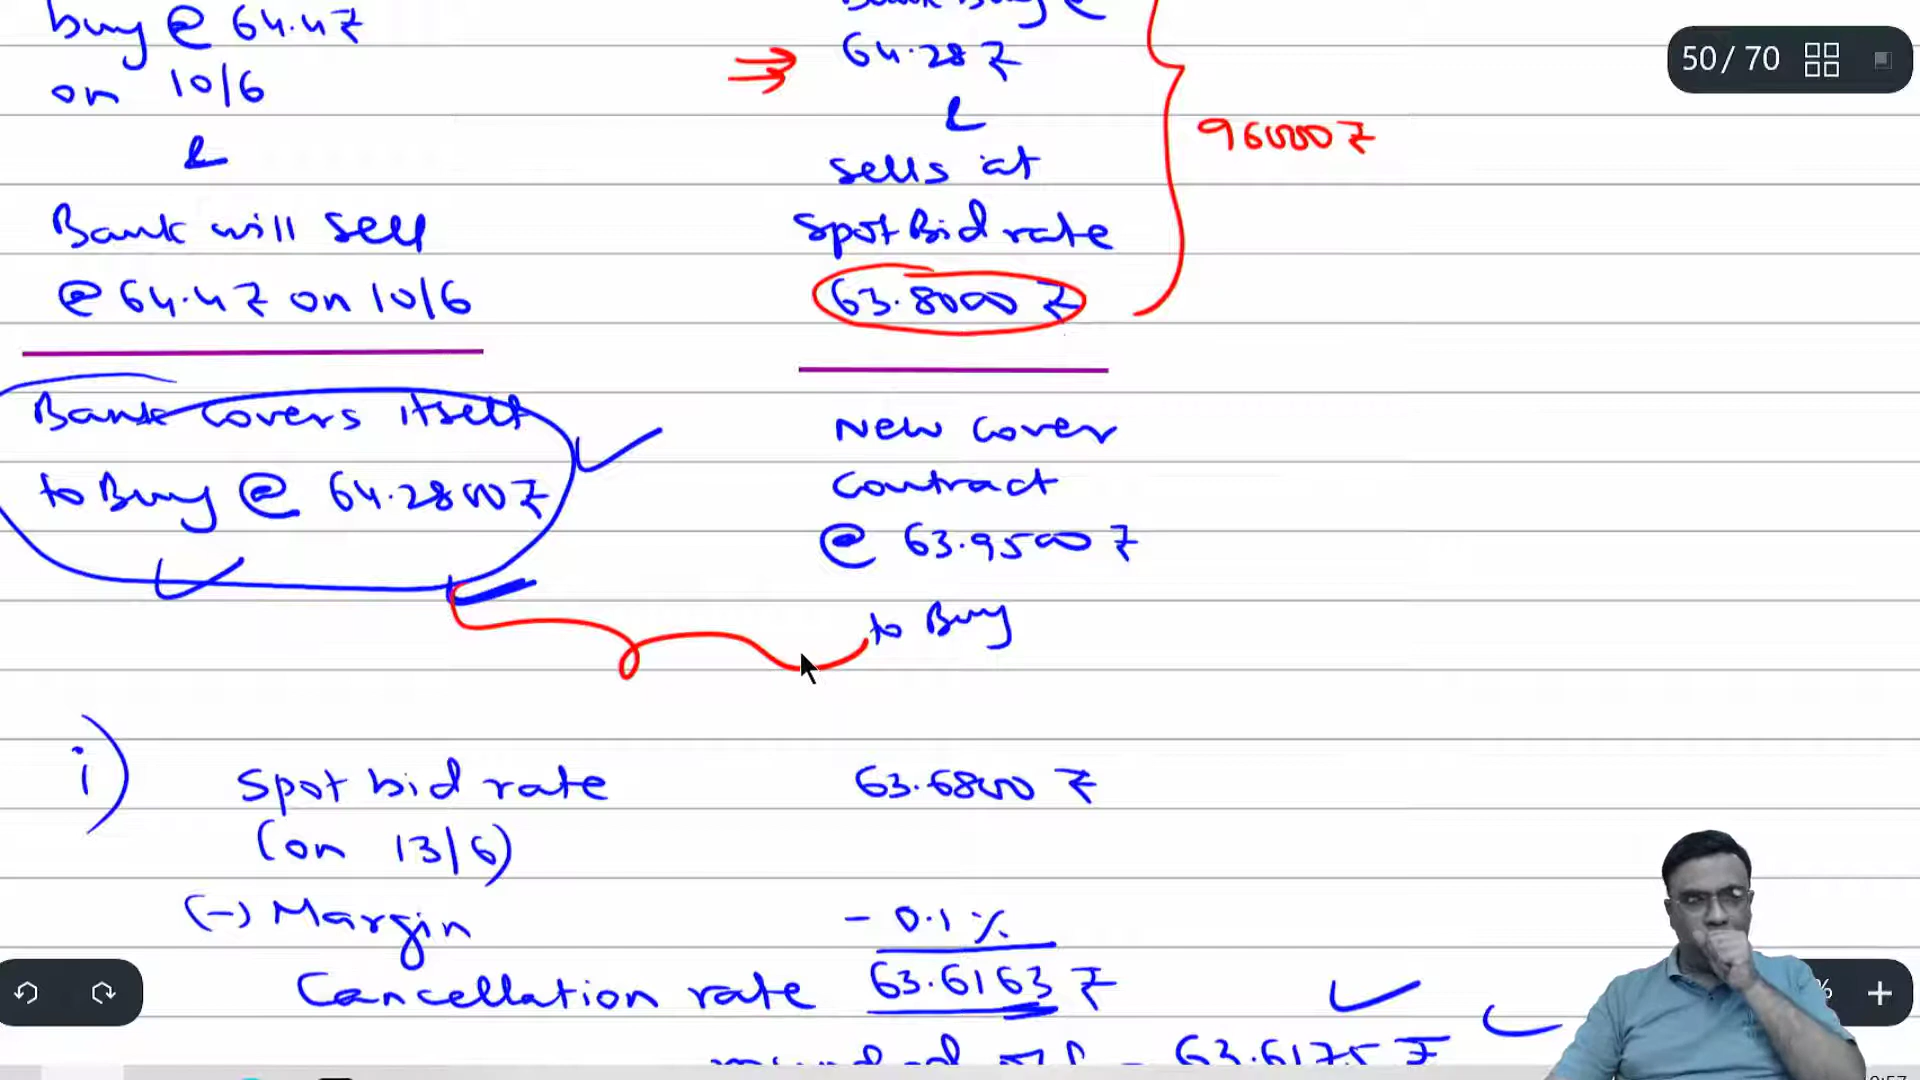 buy @ 64.4₹
on 10/6
&
Bank will sell
@ 64.4₹ on 10/6
Bank covers itself
to Buy @ 64.2800₹
64.28₹
&
sells at
spot Bid rate
63.8000 ₹
96000₹
New cover
contract
@ 63.9500 ₹
to Buy
i)
Spot bid rate 63.6800 ₹
(on 13/6)
(-) Margin - 0.1 %
Cancellation rate 63.6163 ₹
63.6175 ₹
50 / 70